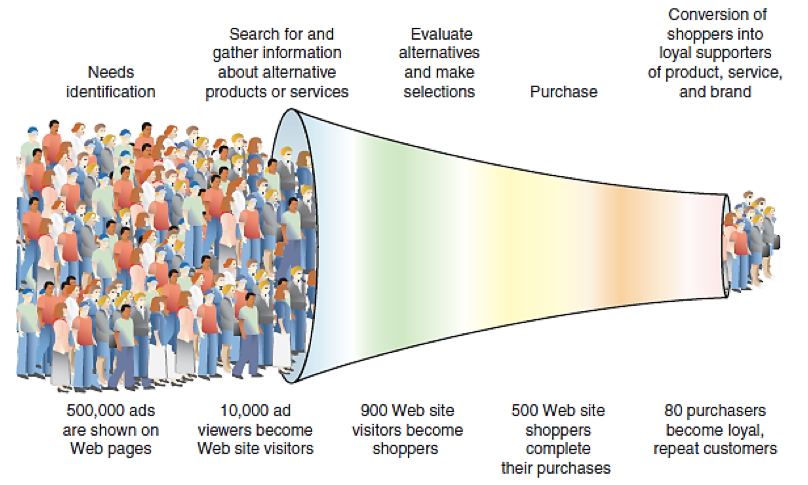 Needs
identification
Search for and
gather information
about alternative
products or services
Evaluate
alternatives
and make
selections
Purchase
Conversion of
shoppers into
loyal supporters
of product, service,
and brand
500,000 ads
are shown on
Web pages
10,000 ad
viewers become
Web site visitors
900 Web site
visitors become
shoppers
500 Web site
shoppers
complete
their purchases
80 purchasers
become loyal,
repeat customers